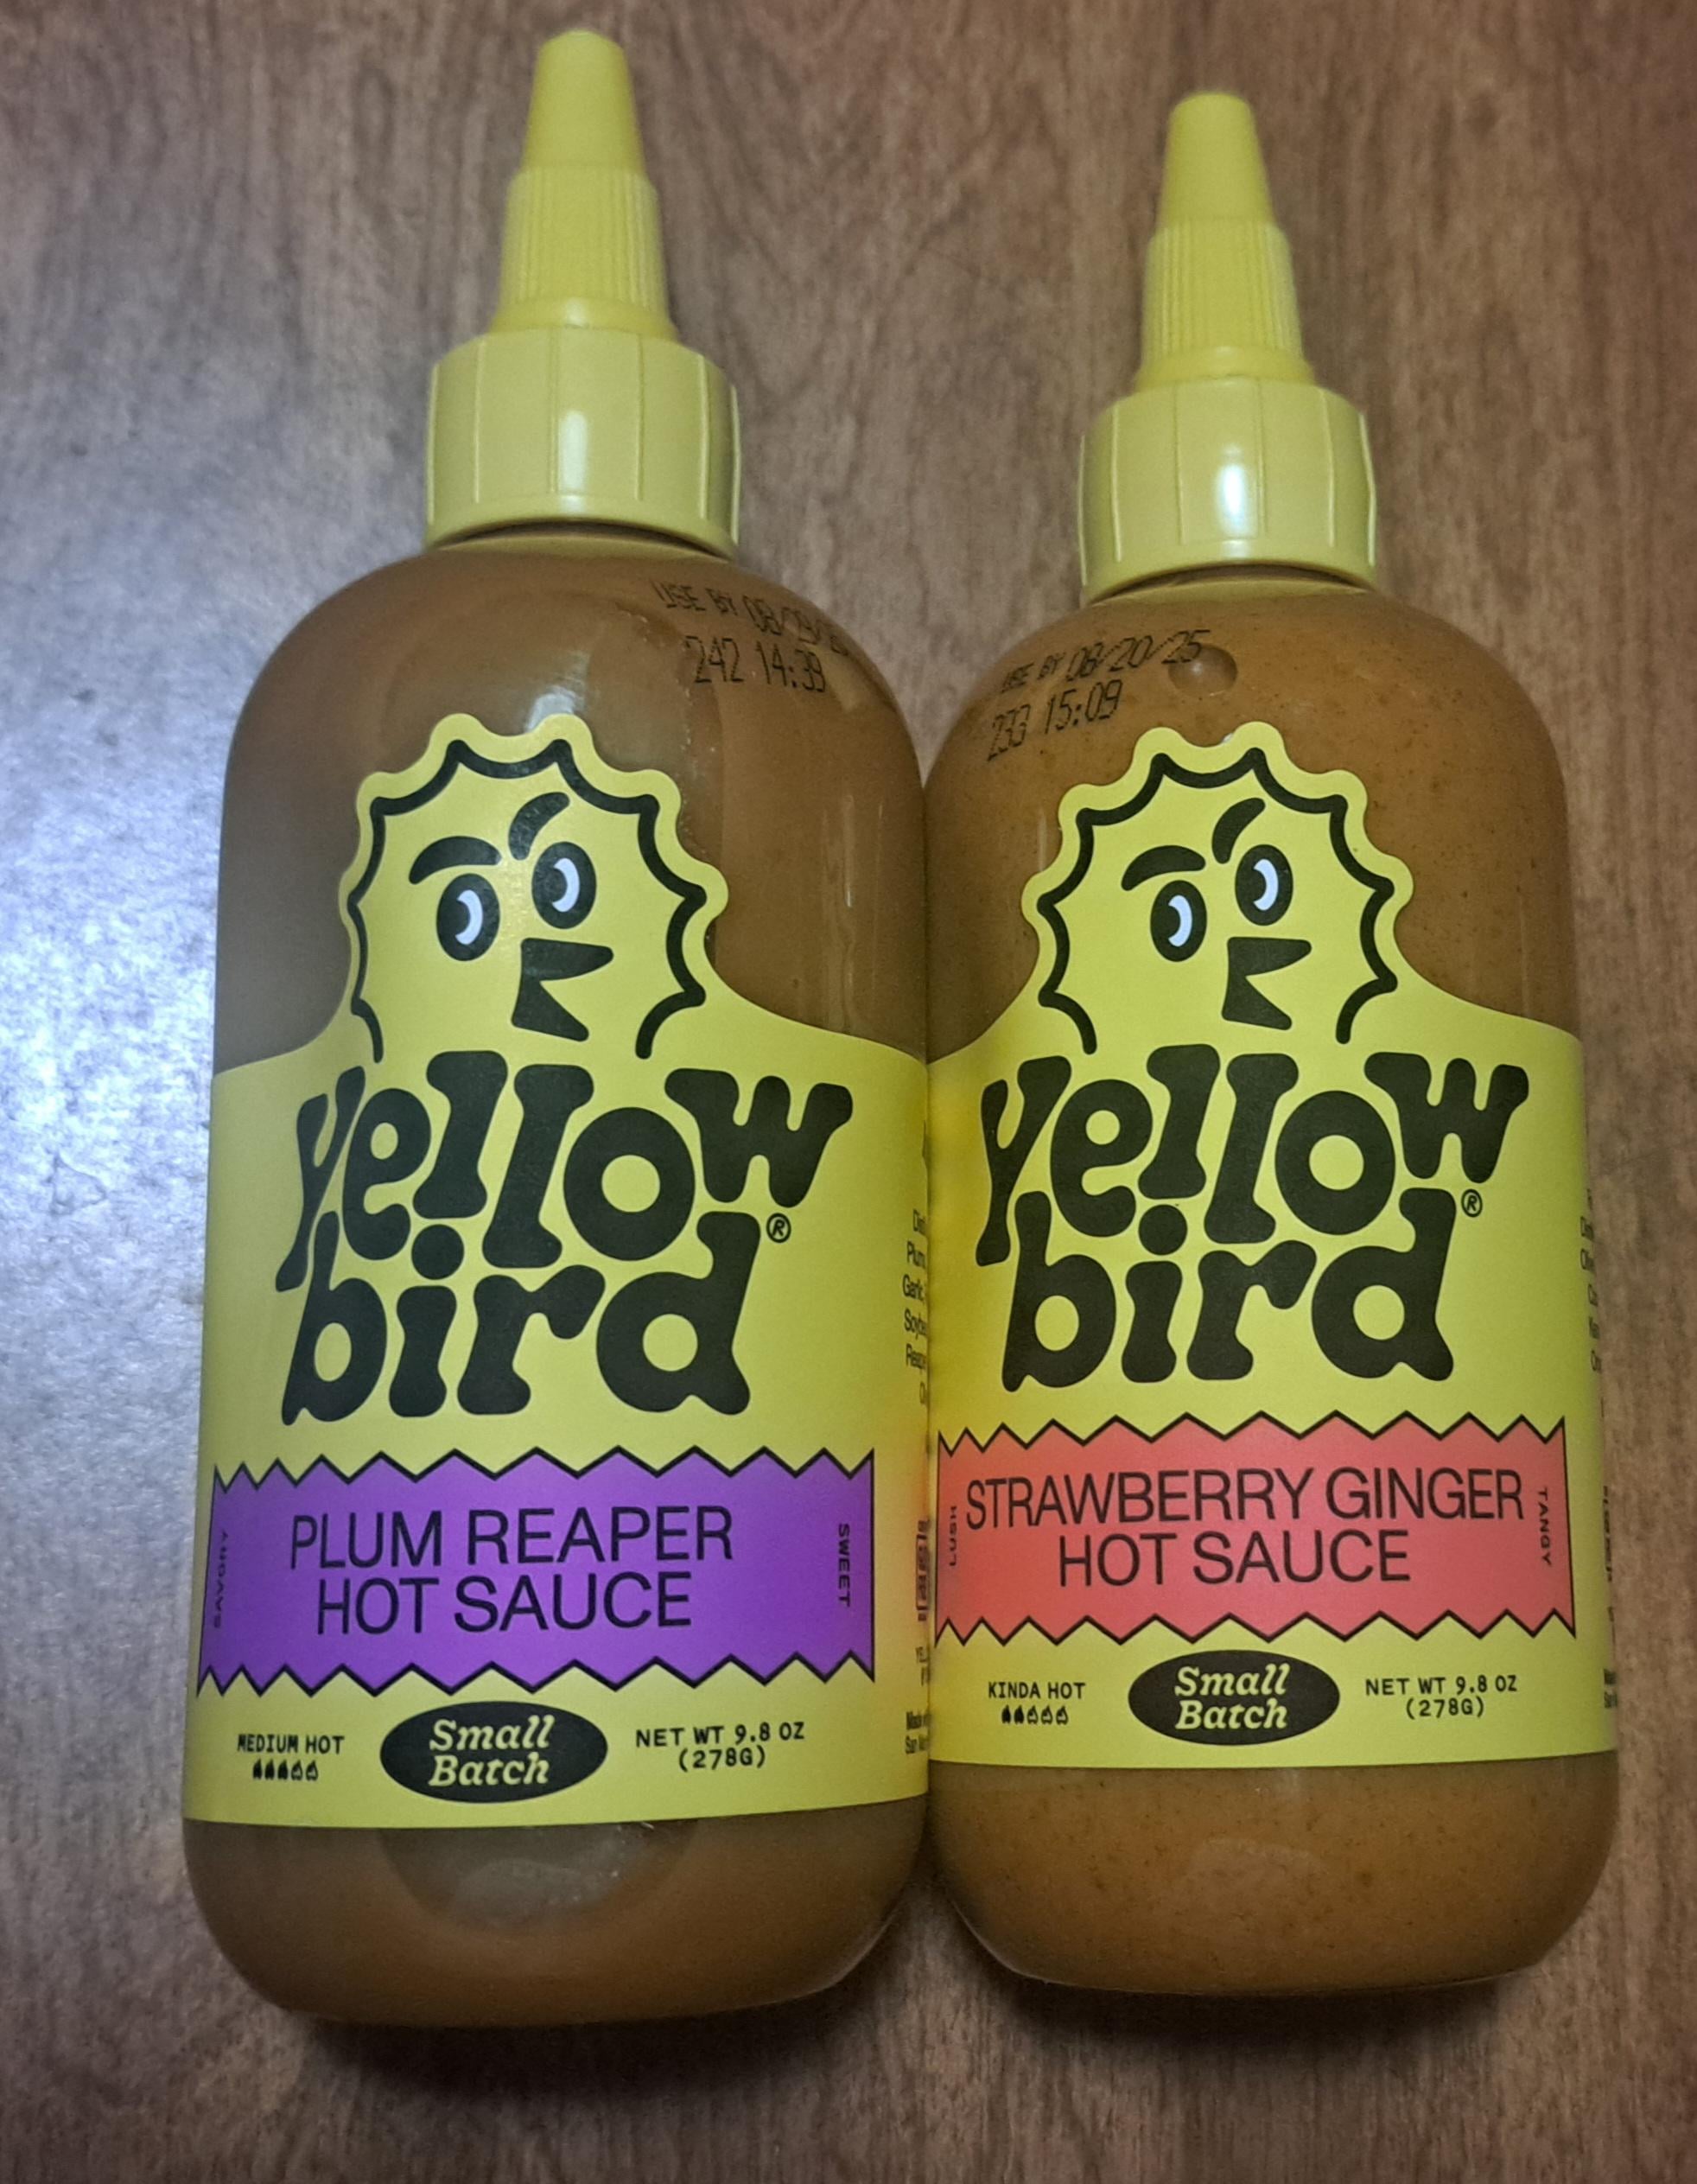 USE BY 08/29/2
242 14:39
yellow
bird®
SAVORY
PLUM REAPER
HOT SAUCE
SWEET
MEDIUM HOT
Small
Batch
NET WT 9.8 OZ
(278G)
USE BY 08/20/25
233 15:09
yellow
bird®
LUSH
STRAWBERRY GINGER
HOT SAUCE
TANGY
KINDA HOT
Small
Batch
NET WT 9.8 OZ
(278G)